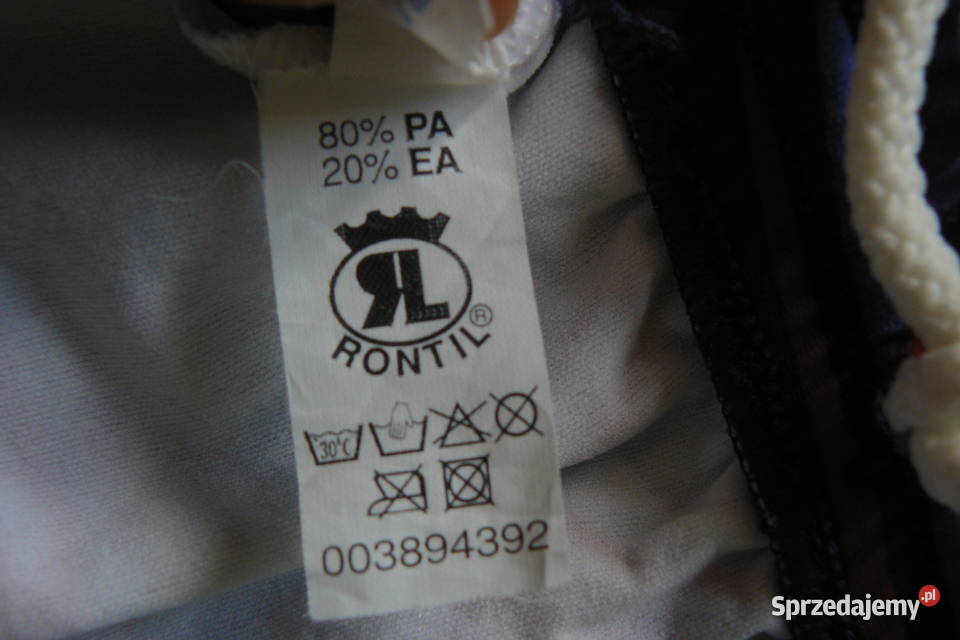 80% PA
20% EA
RL
RONTIL®
30°C
003894392
Sprzedajemy.pl